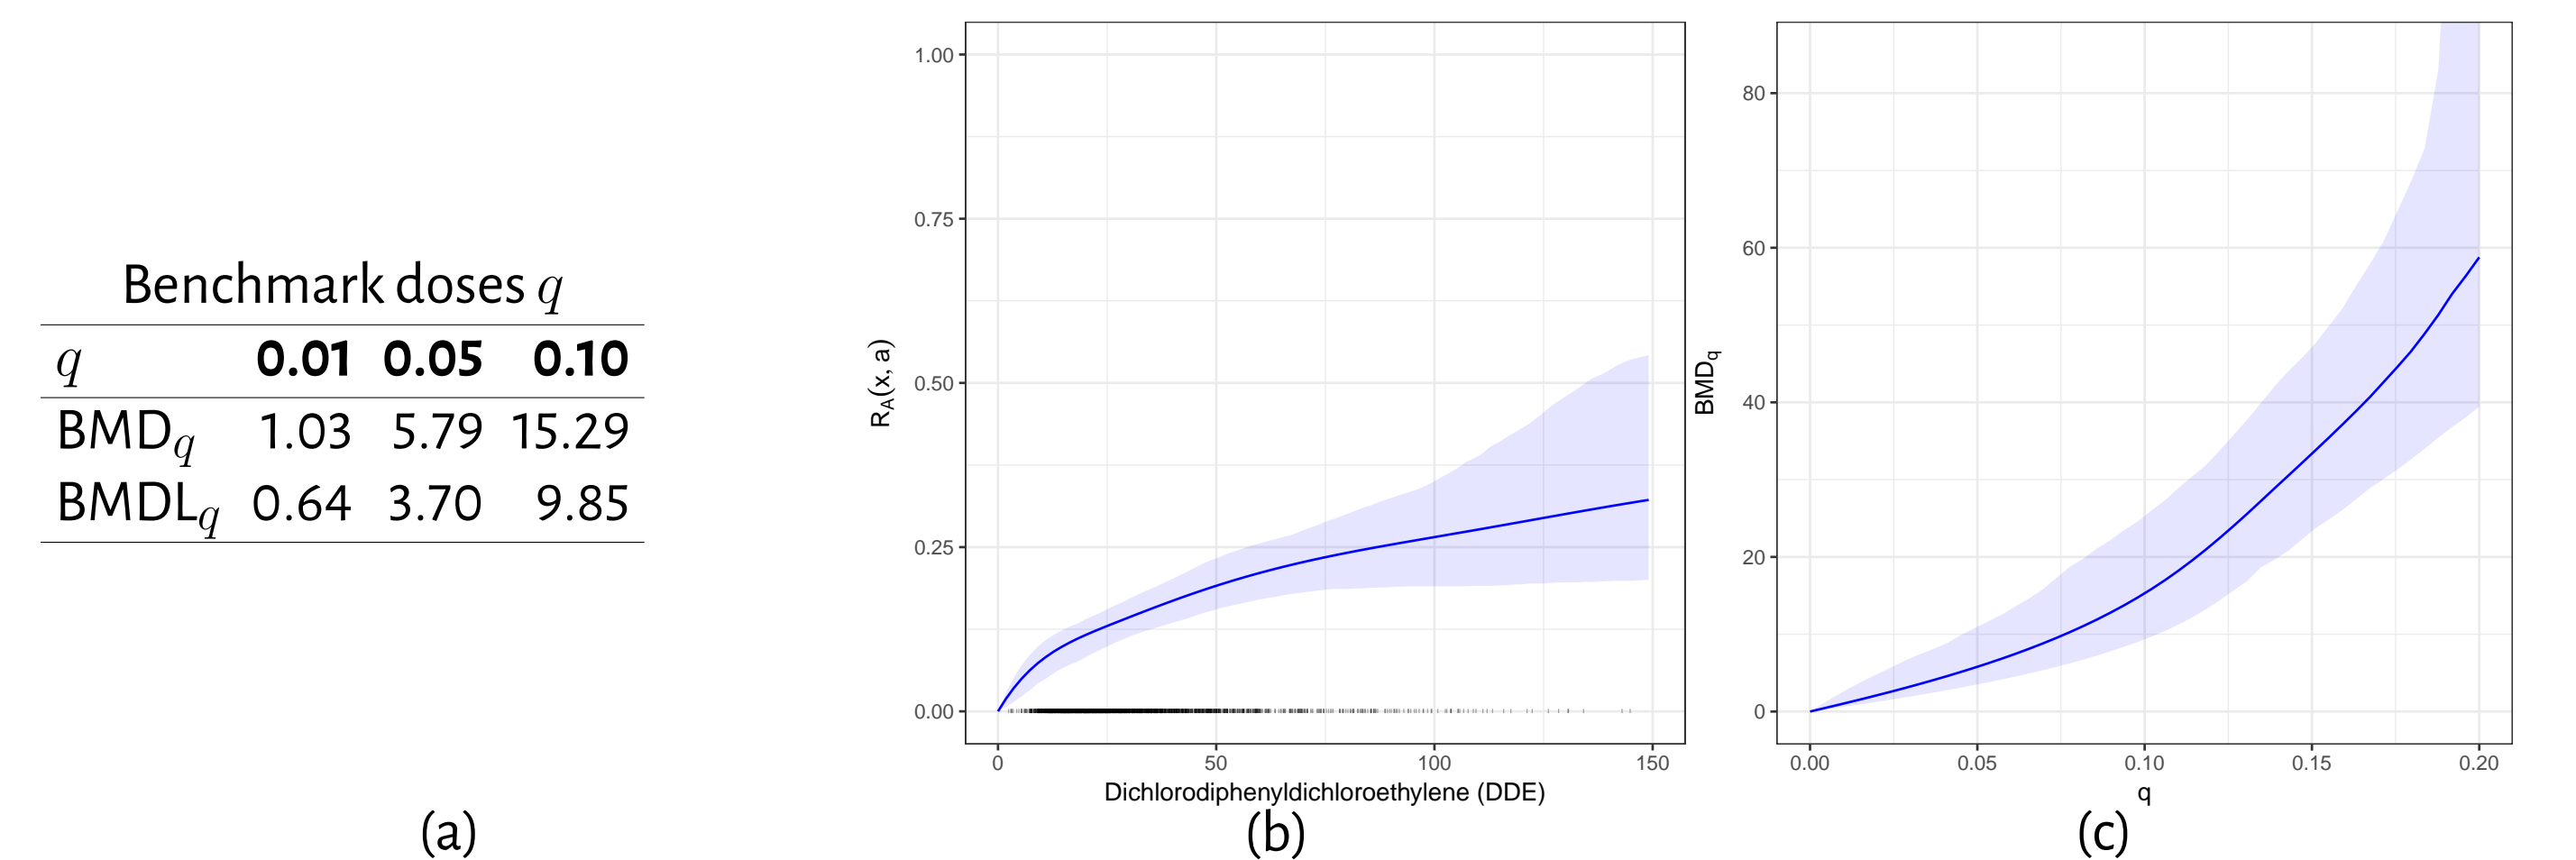 Benchmark doses q
q 0.01 0.05 0.10
BMDq 1.03 5.79 15.29
BMDLq 0.64 3.70 9.85
(a)
1.00
0.75
0.50
0.25
0.00
RA(x, a)
0 50 100 150
Dichlorodiphenyldichloroethylene (DDE)
(b)
80
60
40
20
0
BMDq
0.00 0.05 0.10 0.15 0.20
q
(c)